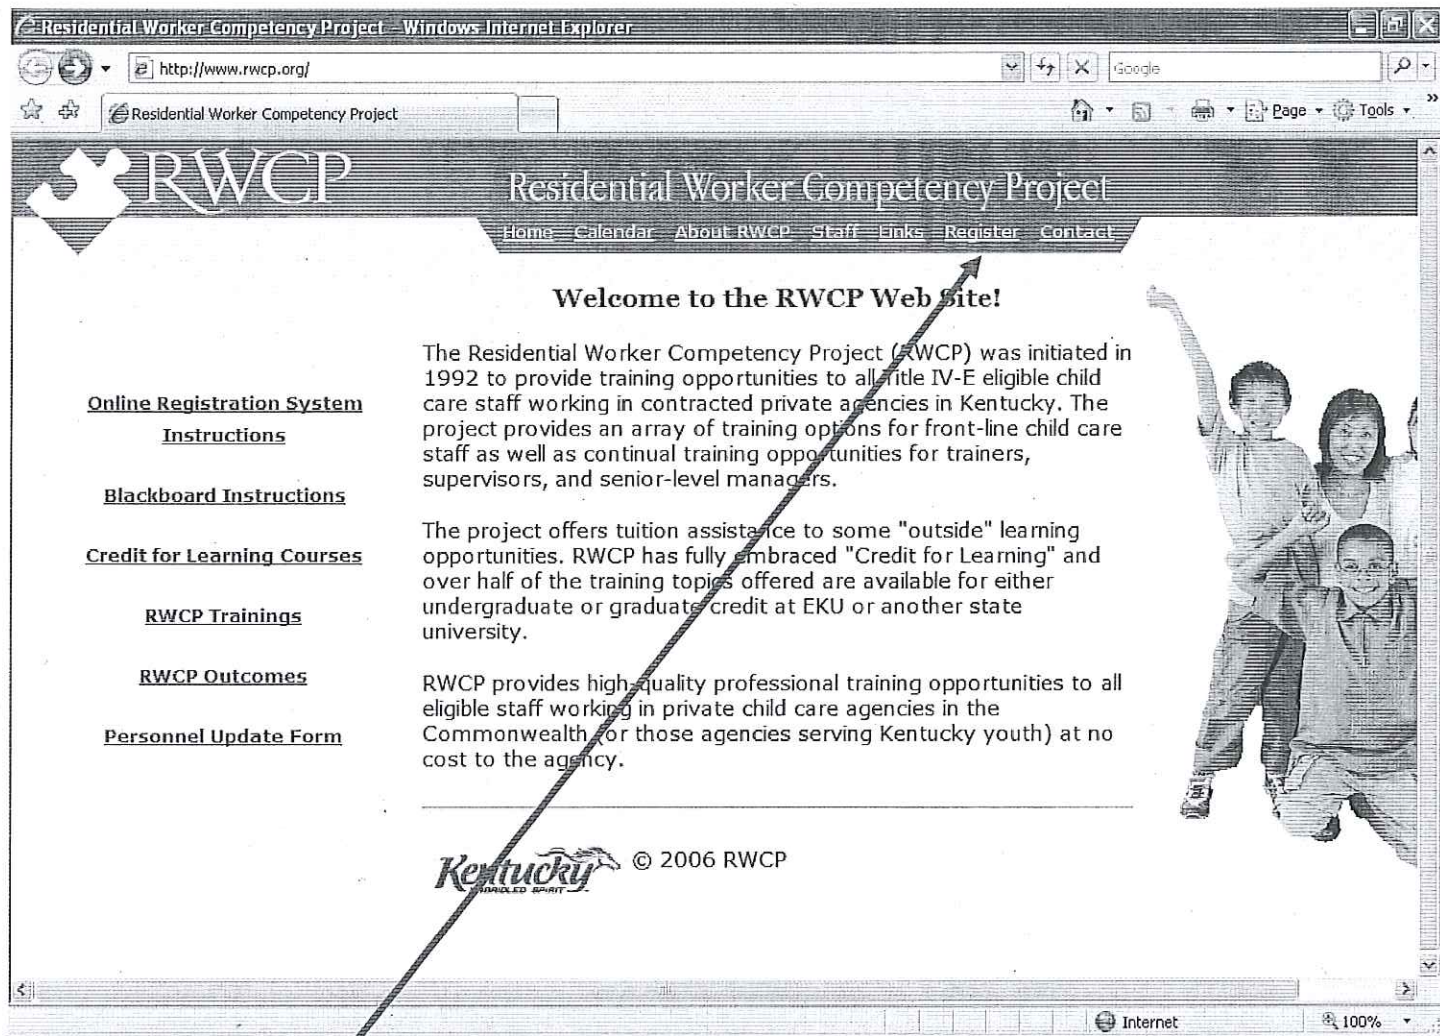 Residential Worker Competency Project - Windows Internet Explorer
http://www.rwcp.org/
Google
Residential Worker Competency Project
Page
Tools
RWCP
Residential Worker Competency Project
Home Calendar About RWCP Staff Links Register Contact
Welcome to the RWCP Web Site!
The Residential Worker Competency Project (RWCP) was initiated in
1992 to provide training opportunities to all Title IV-E eligible child
care staff working in contracted private agencies in Kentucky. The
project provides an array of training options for front-line child care
staff as well as continual training opportunities for trainers,
supervisors, and senior-level managers.
The project offers tuition assistance to some "outside" learning
opportunities. RWCP has fully embraced "Credit for Learning" and
over half of the training topics offered are available for either
undergraduate or graduate credit at EKU or another state
university.
RWCP provides high-quality professional training opportunities to all
eligible staff working in private child care agencies in the
Commonwealth (or those agencies serving Kentucky youth) at no
cost to the agency.
Online Registration System
Instructions
Blackboard Instructions
Credit for Learning Courses
RWCP Trainings
RWCP Outcomes
Personnel Update Form
Kentucky
UNBRIDLED SPIRIT
© 2006 RWCP
Internet
100%